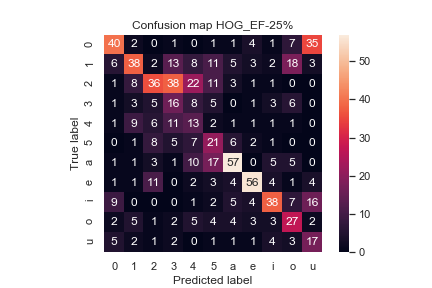 Confusion map HOG_EF-25%
0 40 2 0 1 0 1 1 4 1 7 35
1 6 38 2 13 8 11 5 3 2 18 3
2 1 8 36 38 22 11 3 1 1 1 0
3 1 3 5 16 8 5 0 1 3 6 0
4 1 9 6 11 13 2 1 1 1 1 0
5 0 1 8 5 7 21 6 2 1 0 0
a 1 1 3 1 10 17 57 0 5 5 0
e 1 1 11 0 2 3 4 56 4 1 4
i 9 0 0 0 1 2 5 4 38 7 16
o 2 5 1 2 5 4 4 3 3 27 2
u 5 2 1 2 0 1 1 4 3 3 17
0 1 2 3 4 5 a e i o u
Predicted label
True label
50
40
30
20
10
0